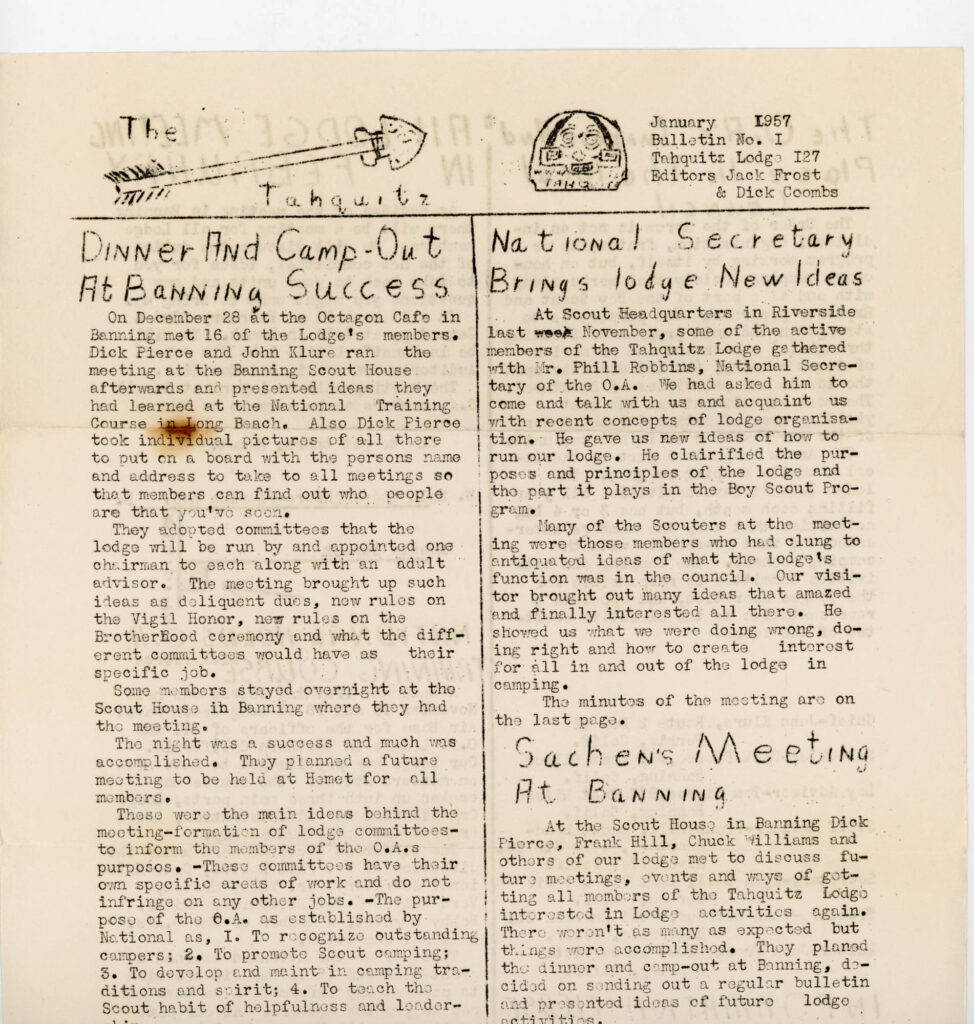 The
Tahquitz
TAHQUITZ
January I957
Bulletin No. I
Tahquitz Lodge I27
Editors Jack Frost
& Dick Coombs
Dinner And Camp-Out
At Banning Success
On December 28 at the Octagon Cafe in
Banning met 16 of the Lodge's members.
Dick Pierce and John Klure ran the
meeting at the Banning Scout House
afterwards and presented ideas they
had learned at the National Training
Course in Long Beach. Also Dick Pierce
took individual pictures of all there
to put on a board with the persons name
and address to take to all meetings so
that members can find out who people
are that you've seen.
They adopted committees that the
lodge will be run by and appointed one
chairman to each along with an adult
advisor. The meeting brought up such
ideas as deliquent dues, new rules on
the Vigil Honor, new rules on the
BrotherHood ceremony and what the diff-
erent committees would have as their
specific job.
Some members stayed overnight at the
Scout House in Banning where they had
the meeting.
The night was a success and much was
accomplished. They planned a future
meeting to be held at Hemet for all
members.
These were the main ideas behind the
meeting-formation of lodge committees-
to inform the members of the O.A.s
purposes. -These committees have their
own specific areas of work and do not
infringe on any other jobs. -The pur-
pose of the O.A. as established by
National as, I. To recognize outstanding
campers; 2. To promote Scout camping;
3. To develop and maint in camping tra-
ditions and spirit; 4. To teach the
Scout habit of helpfulness and leader-
National Secretary
Brings lodge New Ideas
At Scout Headquarters in Riverside
last week November, some of the active
members of the Tahquitz Lodge gathered
with Mr. Phill Robbins, National Secre-
tary of the O.A. We had asked him to
come and talk with us and acquaint us
with recent concepts of lodge organisa-
tion. He gave us new ideas of how to
run our lodge. He clairified the pur-
poses and principles of the lodge and
the part it plays in the Boy Scout Pro-
gram.
Many of the Scouters at the meet-
ing were those members who had clung to
antiquated ideas of what the lodge's
function was in the council. Our visi-
tor brought out many ideas that amazed
and finally interested all there. He
showed us what we were doing wrong, do-
ing right and how to create interest
for all in and out of the lodge in
camping.
The minutes of the meeting are on
the last page.
Sachen's Meeting
At Banning
At the Scout House in Banning Dick
Pierce, Frank Hill, Chuck Williams and
others of our lodge met to discuss fu-
ture meetings, events and ways of get-
ting all members of the Tahquitz Lodge
interested in Lodge activities again.
There weren't as many as expected but
things were accomplished. They planed
the dinner and camp-out at Banning, de-
cided on sending out a regular bulletin
and presented ideas of future lodge
activities.